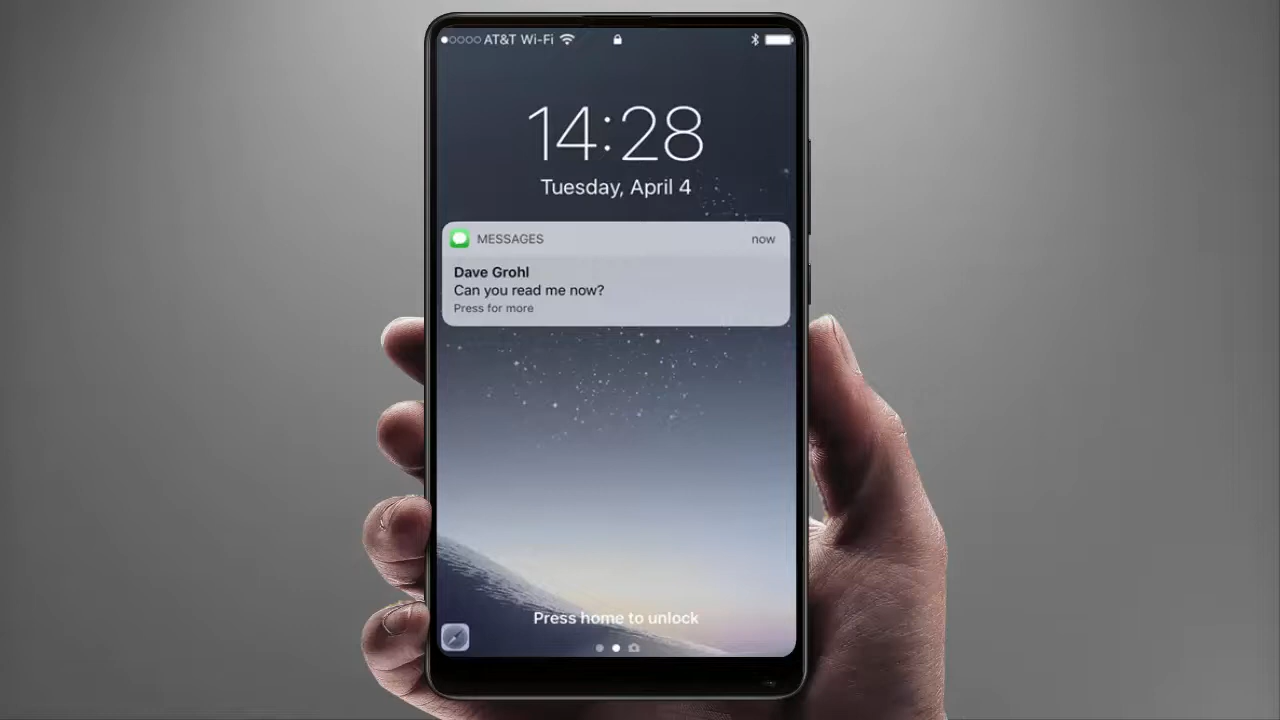 AT&T Wi-Fi
14:28
Tuesday, April 4
MESSAGES now
Dave Grohl
Can you read me now?
Press for more
Press home to unlock